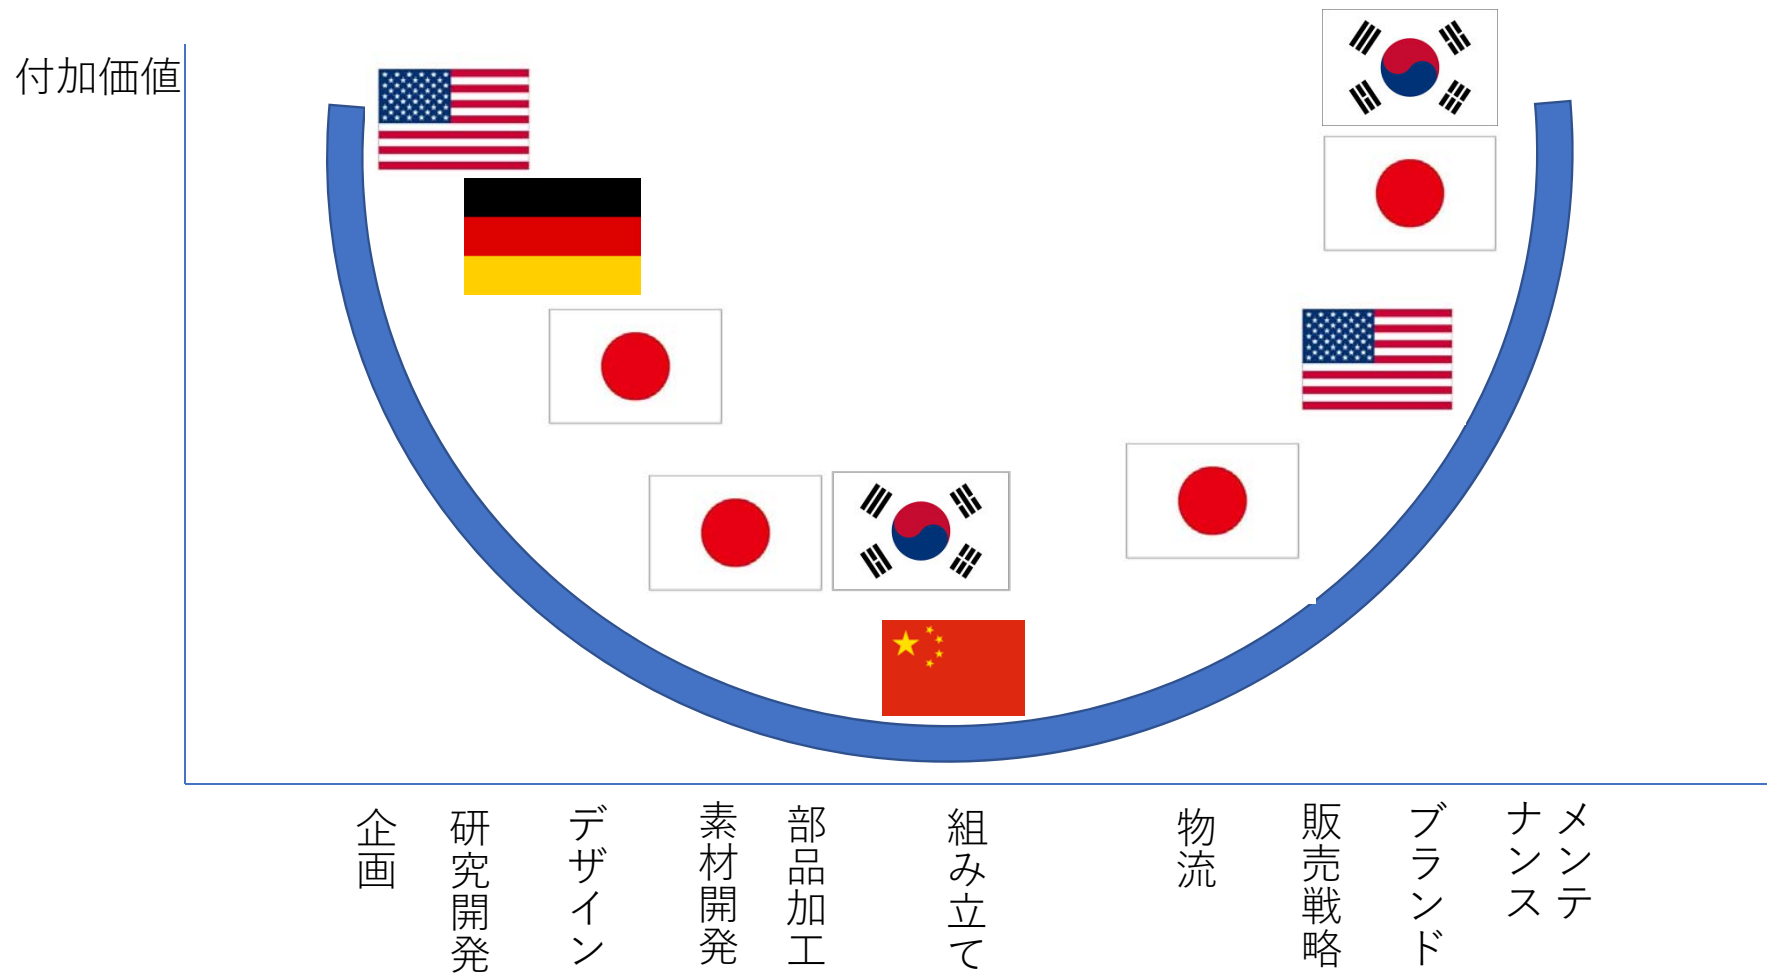 付加価値
企画
研究開発
デザイン
素材開発
部品加工
組み立て
物流
販売戦略
ブランド
メンテ
ナンス